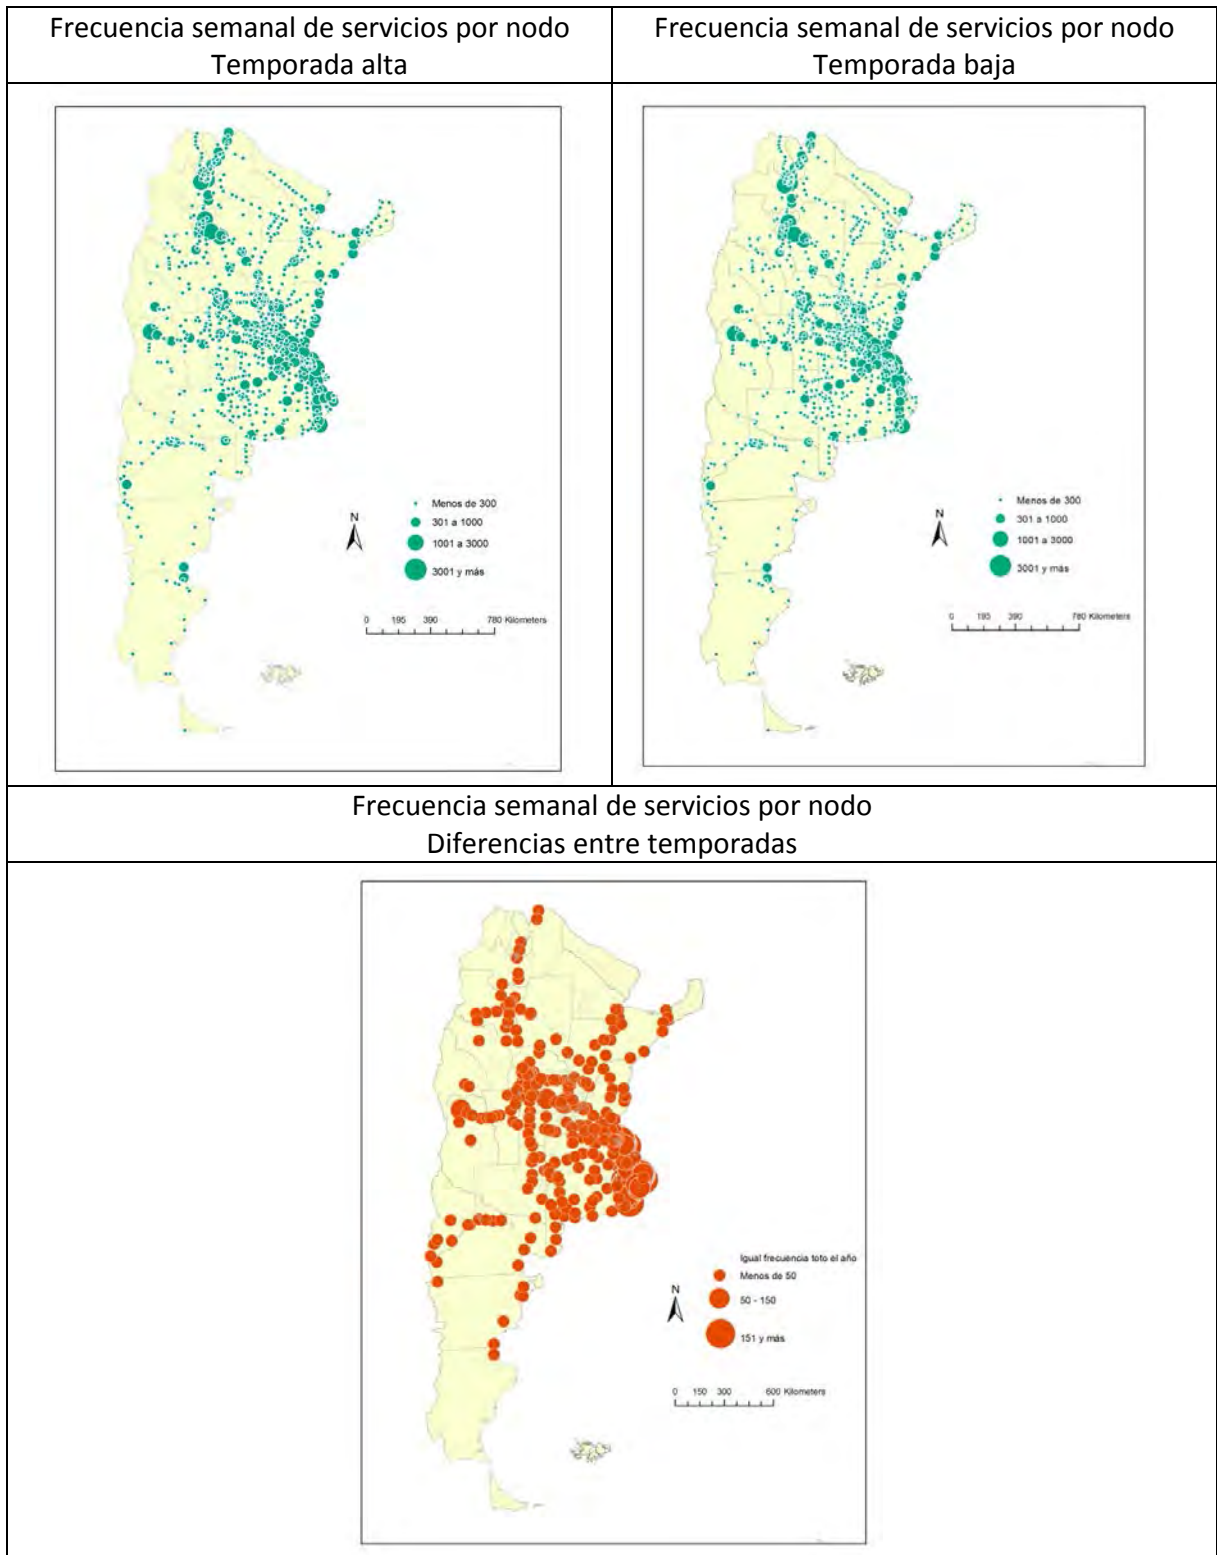 Frecuencia semanal de servicios por nodo
Temporada alta
Frecuencia semanal de servicios por nodo
Temporada baja
N
Menos de 300
301 a 1000
1001 a 3000
3001 y más
0 195 390 780 Kilometers
N
Menos de 300
301 a 1000
1001 a 3000
3001 y más
0 195 390 780 Kilometers
Frecuencia semanal de servicios por nodo
Diferencias entre temporadas
N
Igual frecuencia toto el año
Menos de 50
50 - 150
151 y más
0 150 300 600 Kilometers